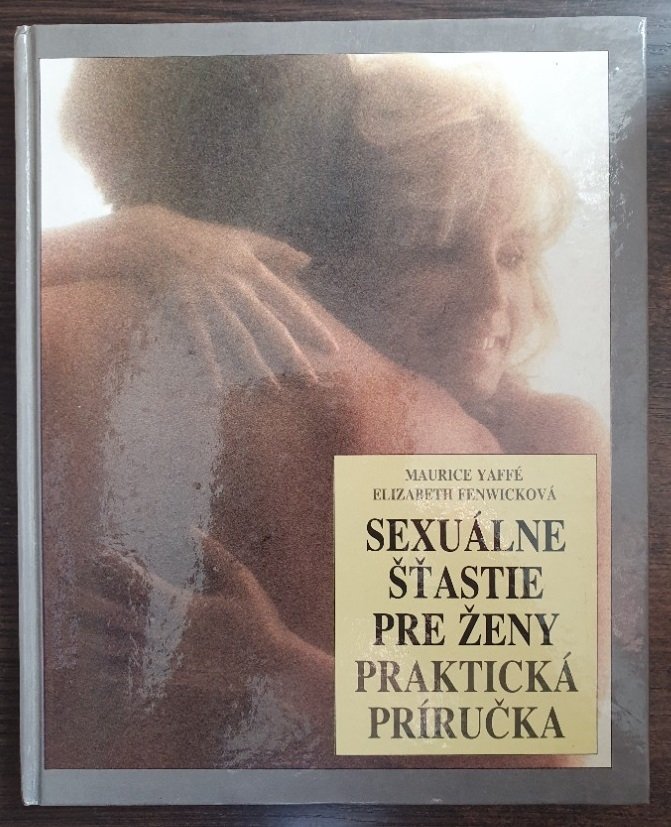 MAURICE YAFFÉ
ELIZABETH FENWICKOVÁ
SEXUÁLNE
ŠŤASTIE
PRE ŽENY
PRAKTICKÁ
PRÍRUČKA